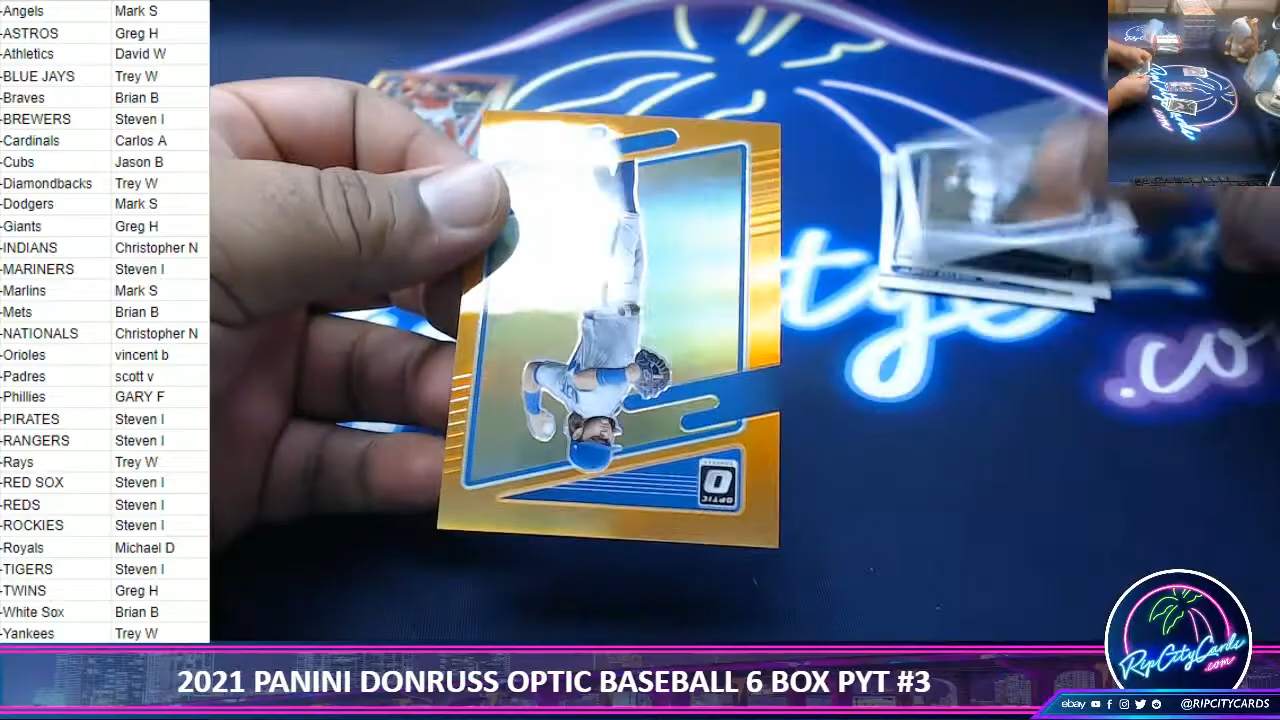 -Angels Mark S
-ASTROS Greg H
-Athletics David W
-BLUE JAYS Trey W
-Braves Brian B
-BREWERS Steven I
-Cardinals Carlos A
-Cubs Jason B
-Diamondbacks Trey W
-Dodgers Mark S
-Giants Greg H
-INDIANS Christopher N
-MARINERS Steven I
-Marlins Mark S
-Mets Brian B
-NATIONALS Christopher N
-Orioles vincent b
-Padres scott v
-Phillies GARY F
-PIRATES Steven I
-RANGERS Steven I
-Rays Trey W
-RED SOX Steven I
-REDS Steven I
-ROCKIES Steven I
-Royals Michael D
-TIGERS Steven I
-TWINS Greg H
-White Sox Brian B
-Yankees Trey W
.co
O
OPTIC
2021 PANINI DONRUSS OPTIC BASEBALL 6 BOX PYT #3
RipCityCards
.com
ebay @RIPCITYCARDS